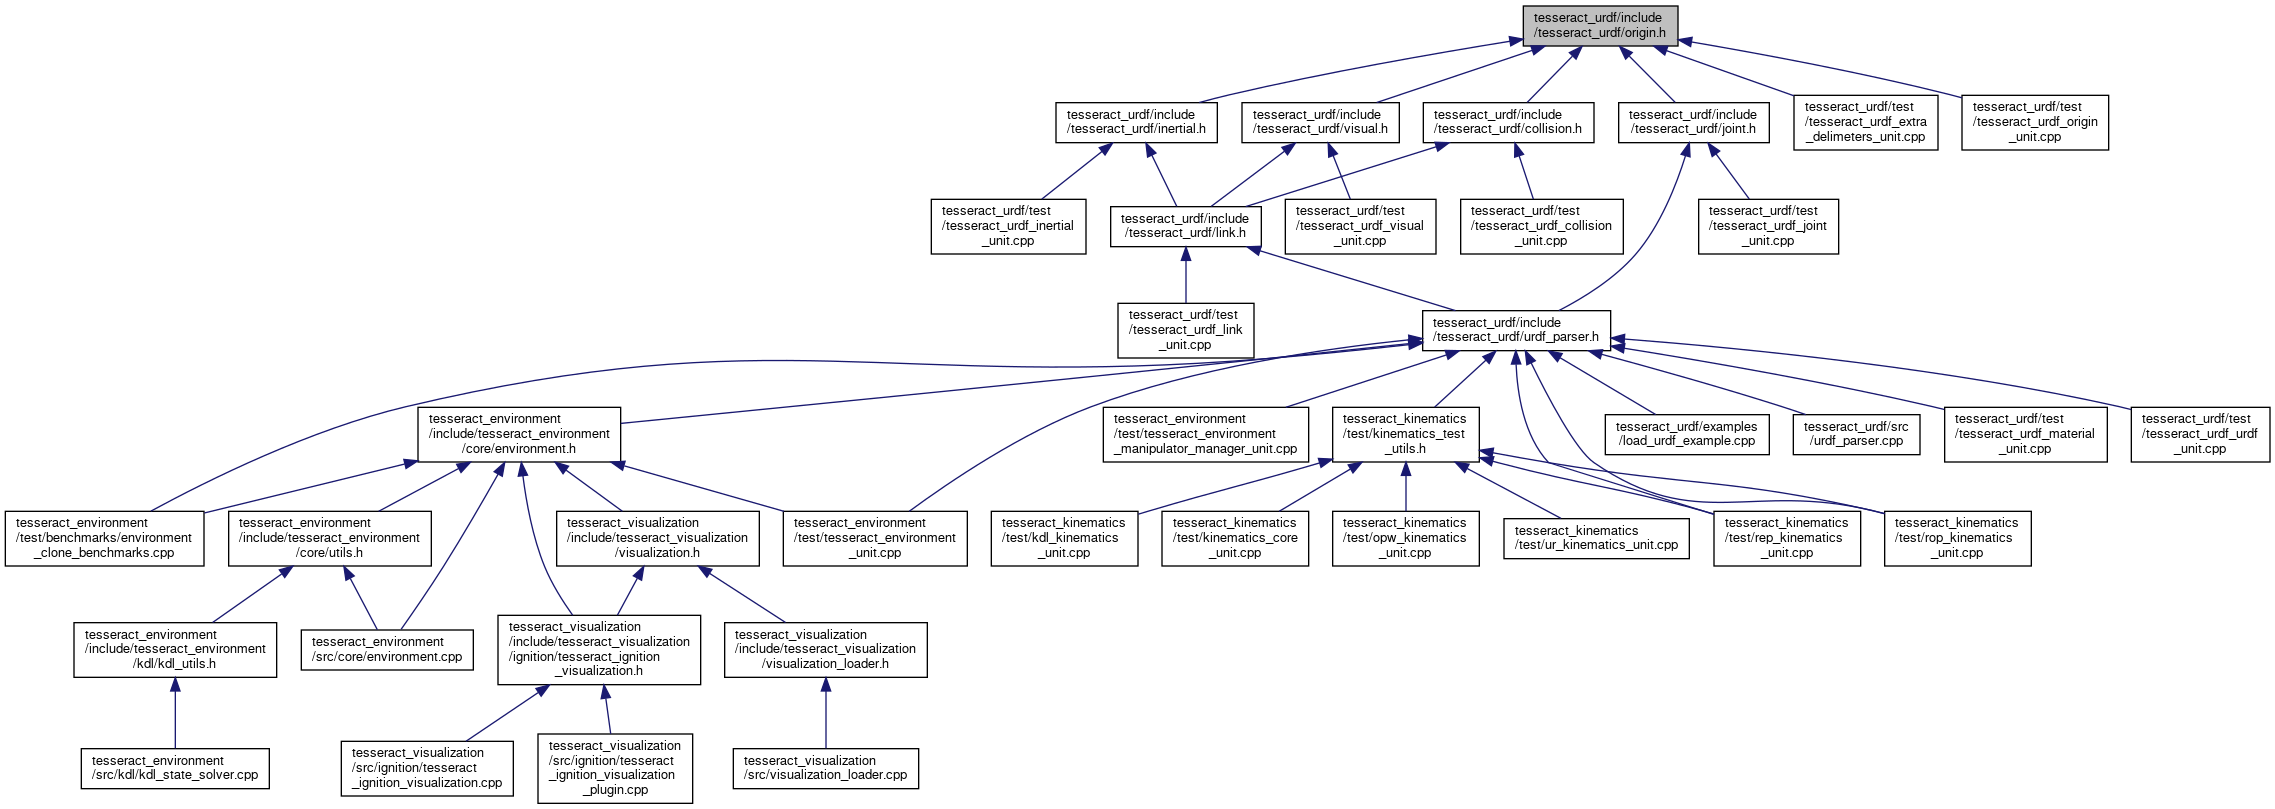 tesseract_urdf/include
/tesseract_urdf/origin.h
tesseract_urdf/include
/tesseract_urdf/inertial.h
tesseract_urdf/include
/tesseract_urdf/visual.h
tesseract_urdf/include
/tesseract_urdf/collision.h
tesseract_urdf/include
/tesseract_urdf/joint.h
tesseract_urdf/test
/tesseract_urdf_extra
_delimeters_unit.cpp
tesseract_urdf/test
/tesseract_urdf_origin
_unit.cpp
tesseract_urdf/test
/tesseract_urdf_inertial
_unit.cpp
tesseract_urdf/include
/tesseract_urdf/link.h
tesseract_urdf/test
/tesseract_urdf_visual
_unit.cpp
tesseract_urdf/test
/tesseract_urdf_collision
_unit.cpp
tesseract_urdf/test
/tesseract_urdf_joint
_unit.cpp
tesseract_urdf/test
/tesseract_urdf_link
_unit.cpp
tesseract_urdf/include
/tesseract_urdf/urdf_parser.h
tesseract_environment
/include/tesseract_environment
/core/environment.h
tesseract_environment
/test/tesseract_environment
_manipulator_manager_unit.cpp
tesseract_kinematics
/test/kinematics_test
_utils.h
tesseract_urdf/examples
/load_urdf_example.cpp
tesseract_urdf/src
/urdf_parser.cpp
tesseract_urdf/test
/tesseract_urdf_material
_unit.cpp
tesseract_urdf/test
/tesseract_urdf_urdf
_unit.cpp
tesseract_environment
/test/benchmarks/environment
_clone_benchmarks.cpp
tesseract_environment
/include/tesseract_environment
/core/utils.h
tesseract_visualization
/include/tesseract_visualization
/visualization.h
tesseract_environment
/test/tesseract_environment
_unit.cpp
tesseract_kinematics
/test/kdl_kinematics
_unit.cpp
tesseract_kinematics
/test/kinematics_core
_unit.cpp
tesseract_kinematics
/test/opw_kinematics
_unit.cpp
tesseract_kinematics
/test/ur_kinematics_unit.cpp
tesseract_kinematics
/test/rep_kinematics
_unit.cpp
tesseract_kinematics
/test/rop_kinematics
_unit.cpp
tesseract_environment
/include/tesseract_environment
/kdl/kdl_utils.h
tesseract_environment
/src/core/environment.cpp
tesseract_visualization
/include/tesseract_visualization
/ignition/tesseract_ignition
_visualization.h
tesseract_visualization
/include/tesseract_visualization
/visualization_loader.h
tesseract_environment
/src/kdl/kdl_state_solver.cpp
tesseract_visualization
/src/ignition/tesseract
_ignition_visualization.cpp
tesseract_visualization
/src/ignition/tesseract
_ignition_visualization
_plugin.cpp
tesseract_visualization
/src/visualization_loader.cpp